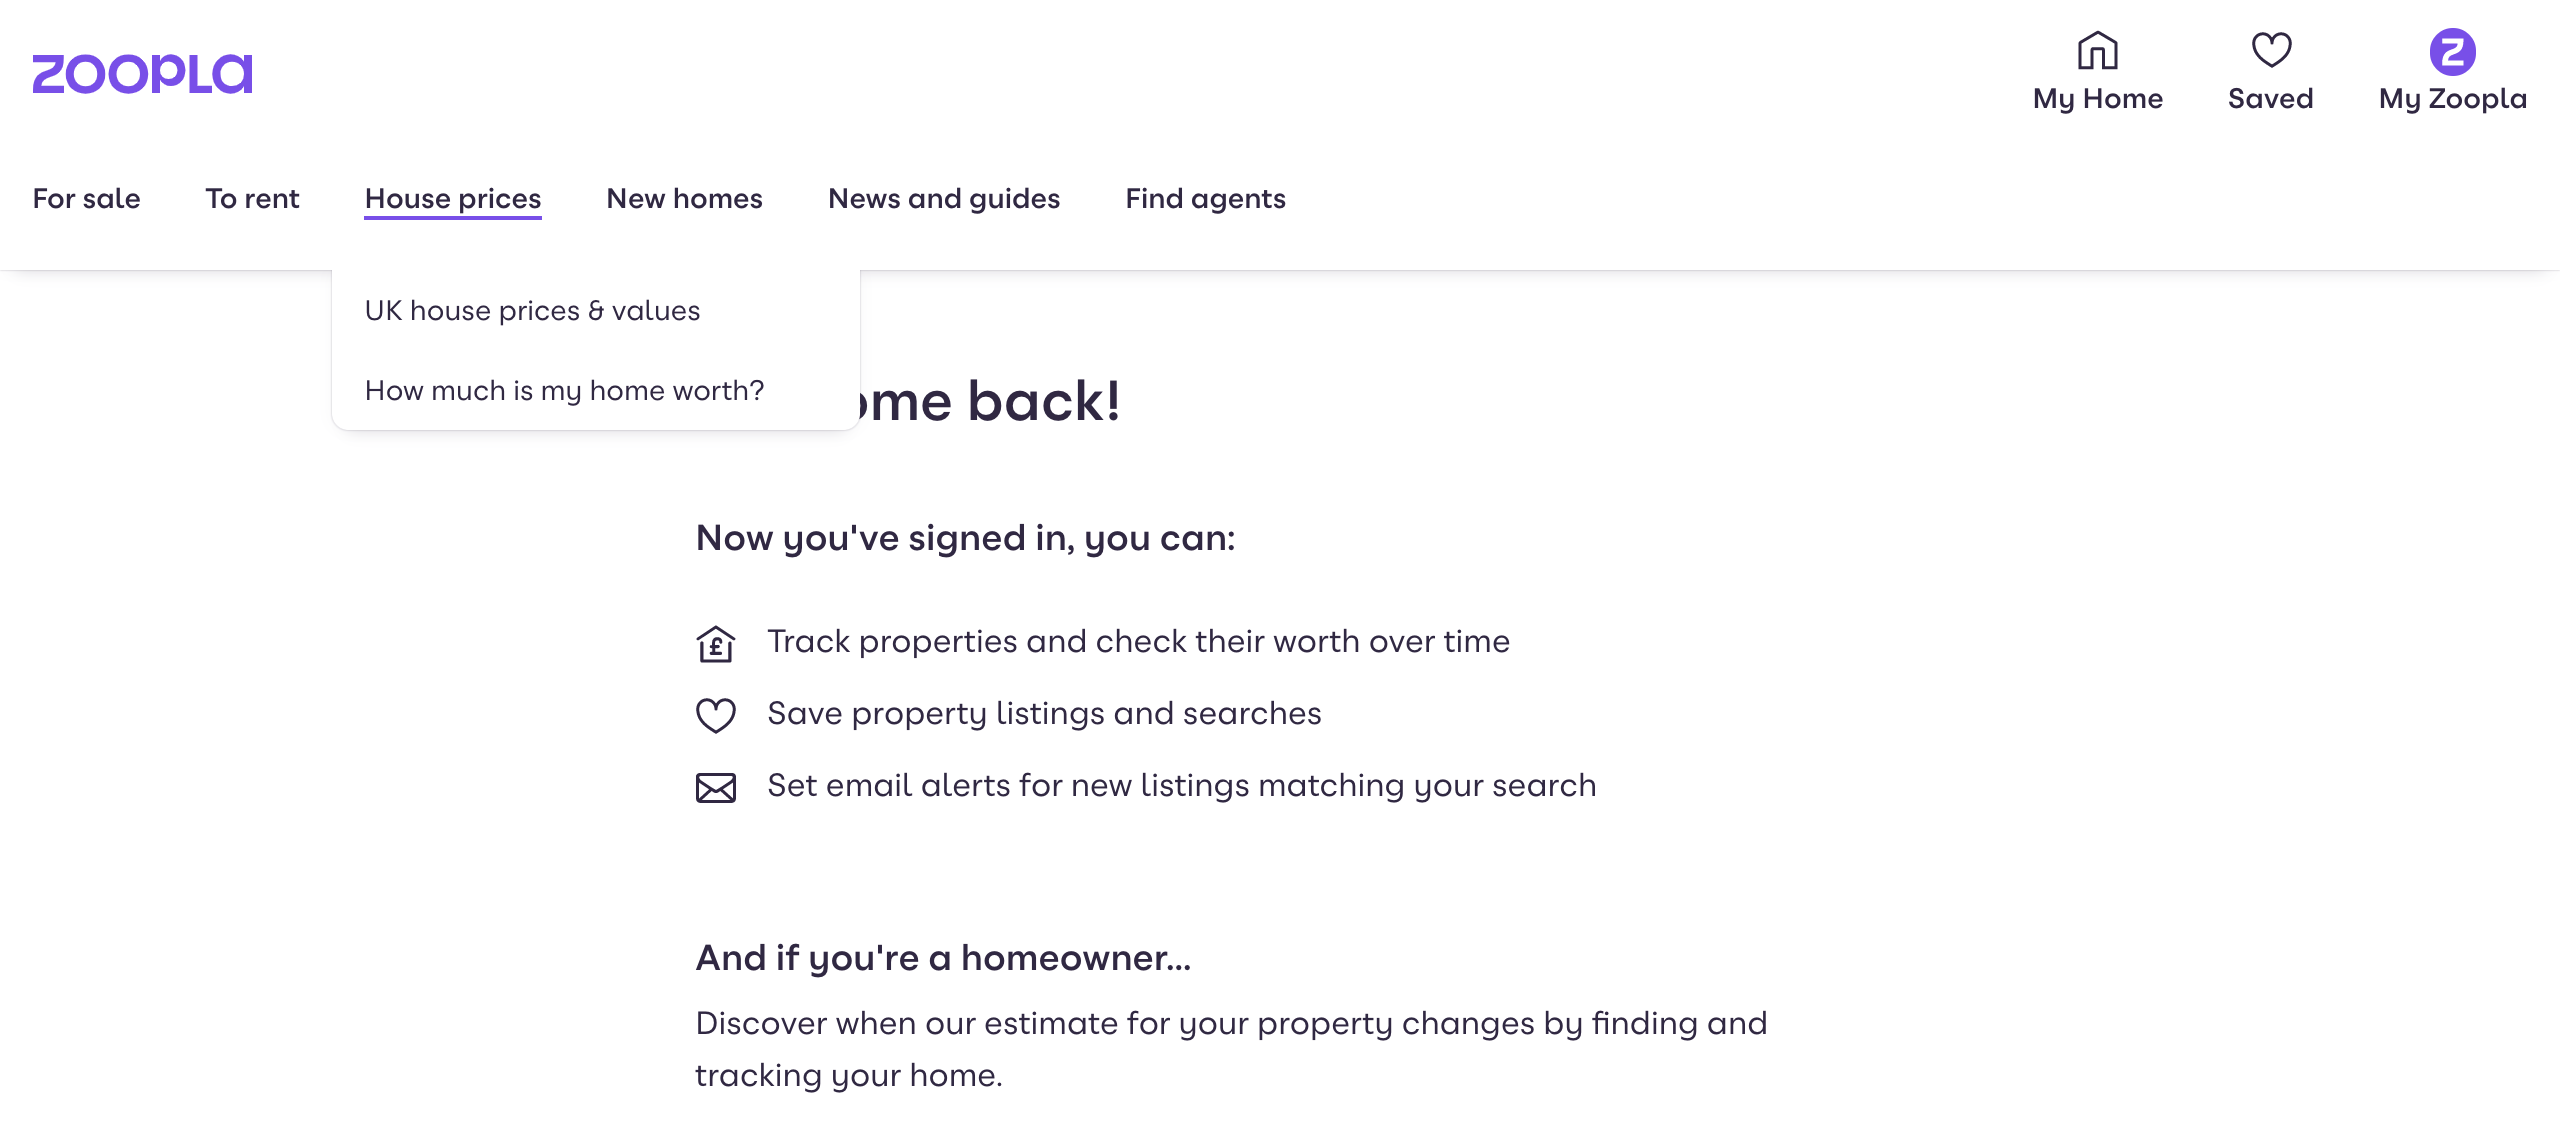 zoopla
My Home
Saved
My Zoopla
For sale
To rent
House prices
New homes
News and guides
Find agents
UK house prices & values
How much is my home worth?
back!
Now you've signed in, you can:
Track properties and check their worth over time
Save property listings and searches
Set email alerts for new listings matching your search
And if you're a homeowner...
Discover when our estimate for your property changes by finding and
tracking your home.